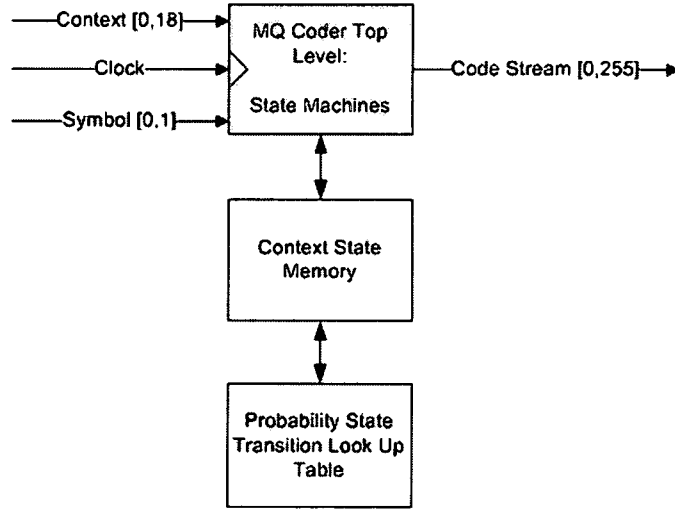 Context [0,18]
Clock
Symbol [0,1]
MQ Coder Top
Level:
State Machines
Code Stream [0,255]
Context State
Memory
Probability State
Transition Look Up
Table